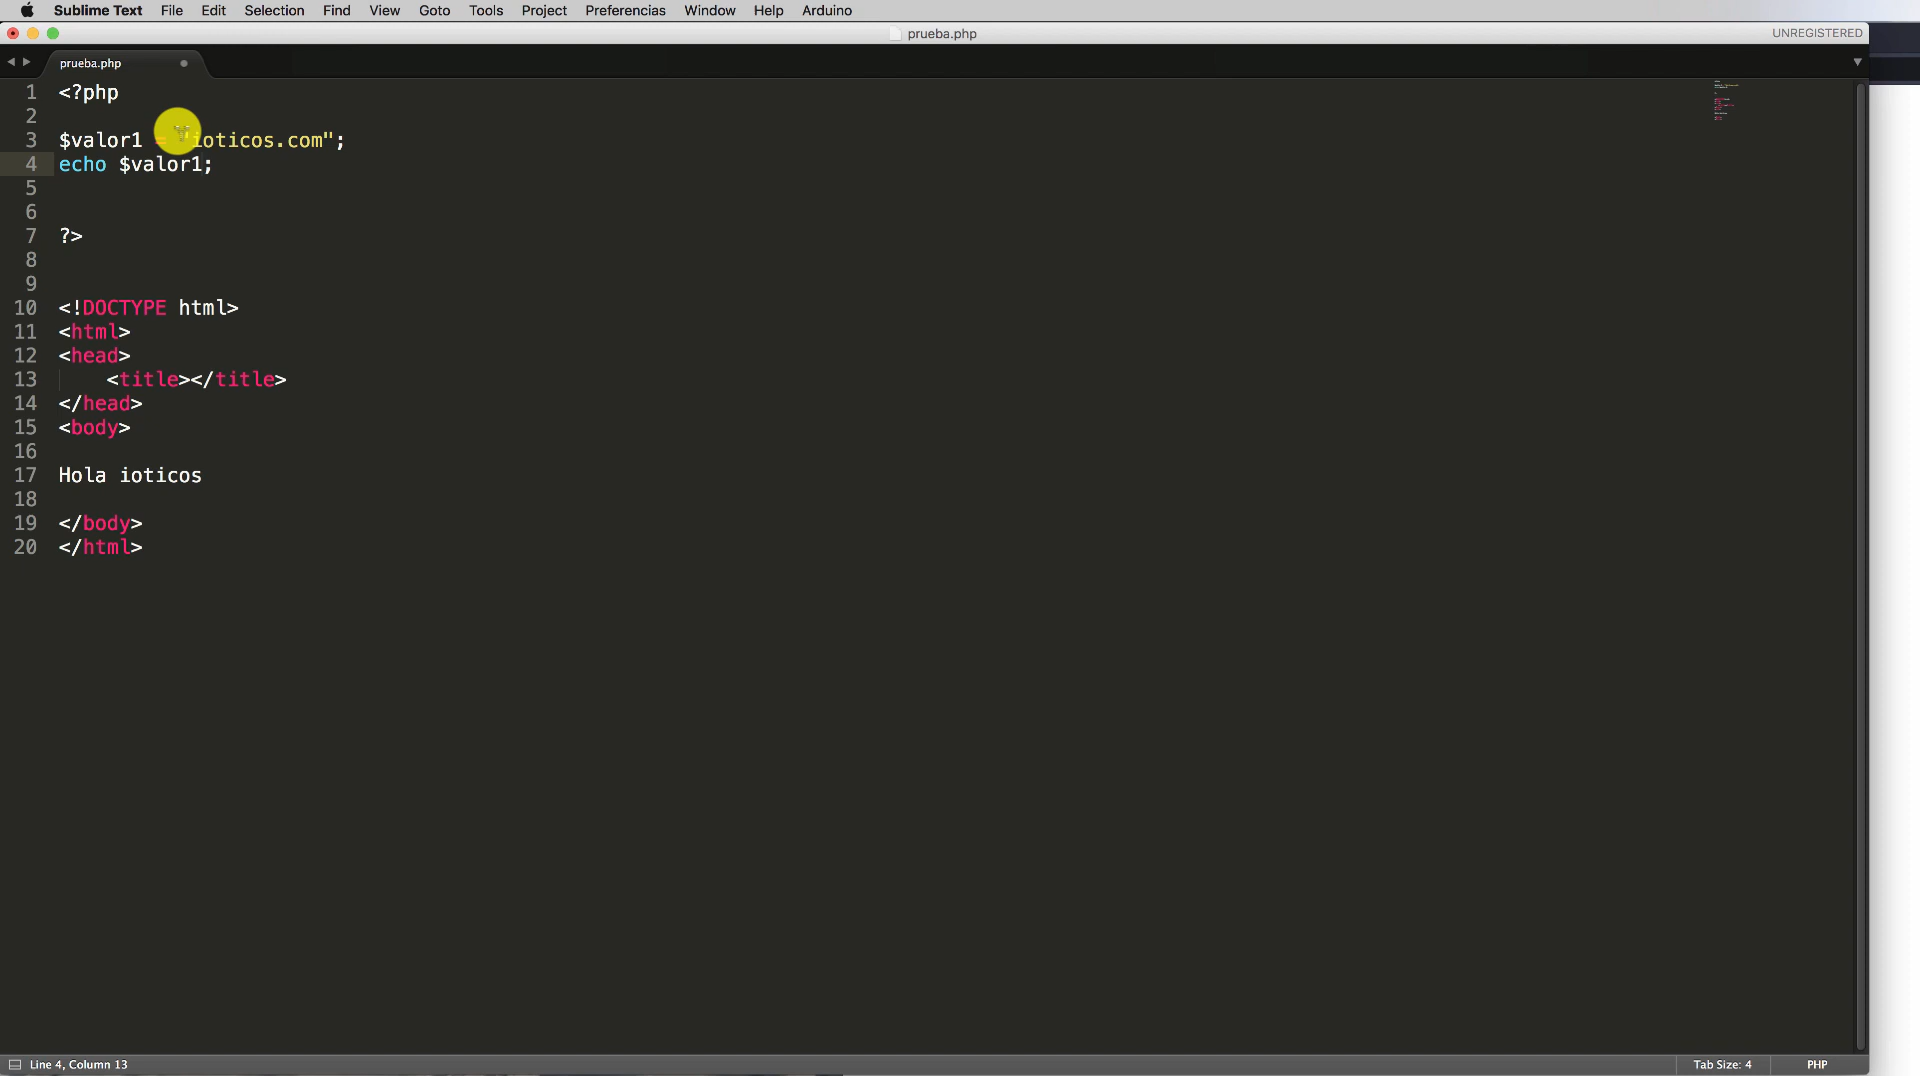 Sublime Text File Edit Selection Find View Goto Tools Project Preferencias Window Help Arduino
prueba.php UNREGISTERED
prueba.php
1 <?php
2
3 $valor1 = "ioticos.com";
4 echo $valor1;
5
6
7 ?>
8
9
10 <!DOCTYPE html>
11 <html>
12 <head>
13 <title></title>
14 </head>
15 <body>
16
17 Hola ioticos
18
19 </body>
20 </html>
Line 4, Column 13 Tab Size: 4 PHP